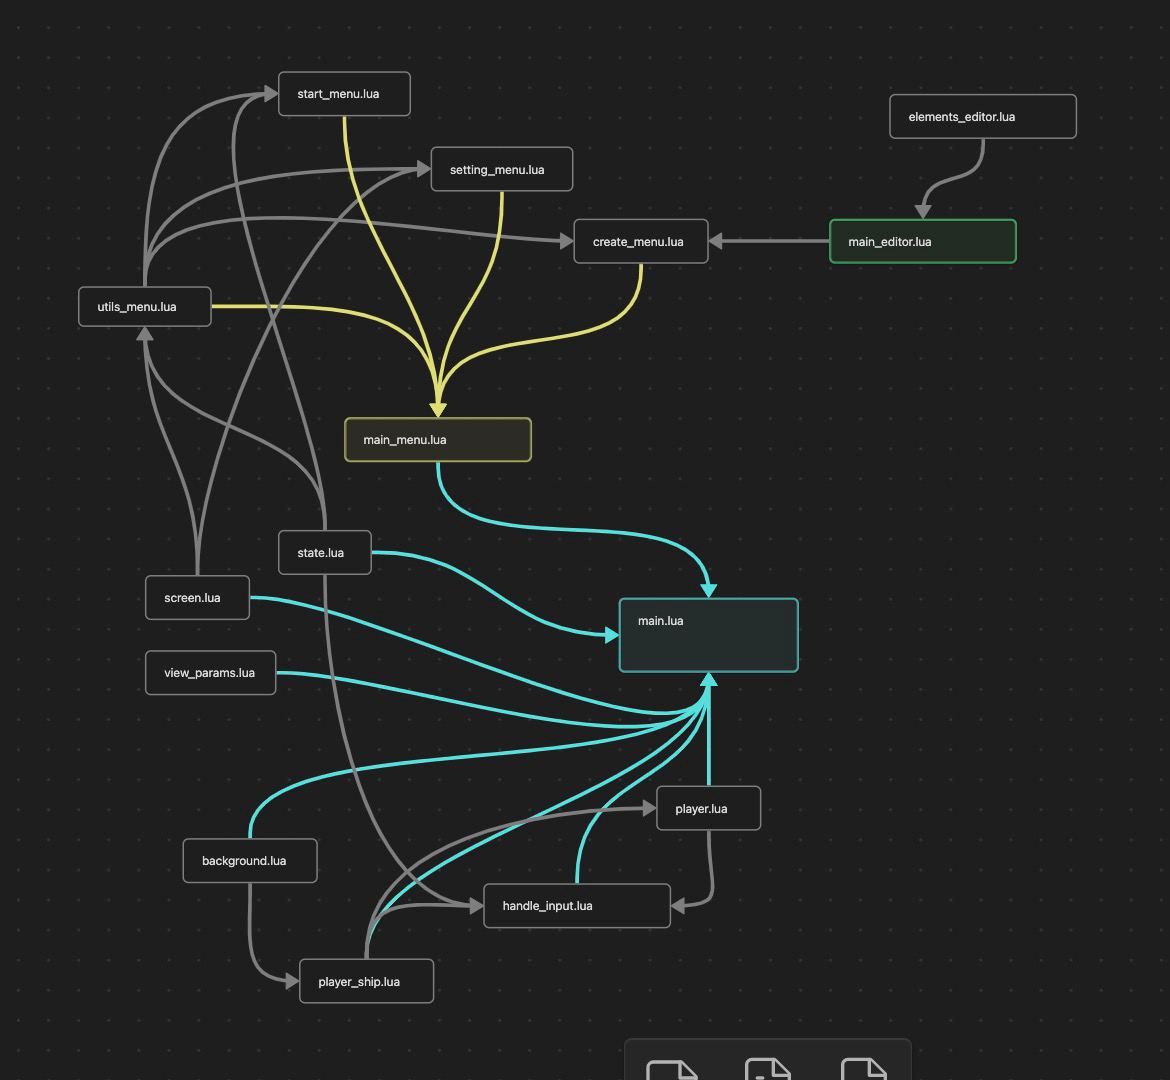 start_menu.lua
elements_editor.lua
setting_menu.lua
create_menu.lua
main_editor.lua
utils_menu.lua
main_menu.lua
state.lua
screen.lua
main.lua
view_params.lua
player.lua
background.lua
handle_input.lua
player_ship.lua